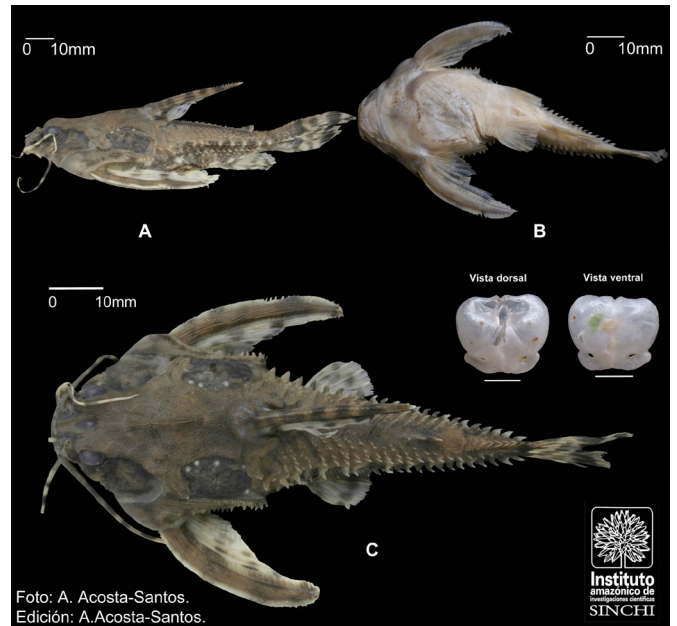 0 10mm
0 10mm
A
B
0 10mm
Vista dorsal
Vista ventral
C
Foto: A. Acosta-Santos.
Edición: A.Acosta-Santos.
Instituto
amazónico de
investigaciones científicas
SINCHI